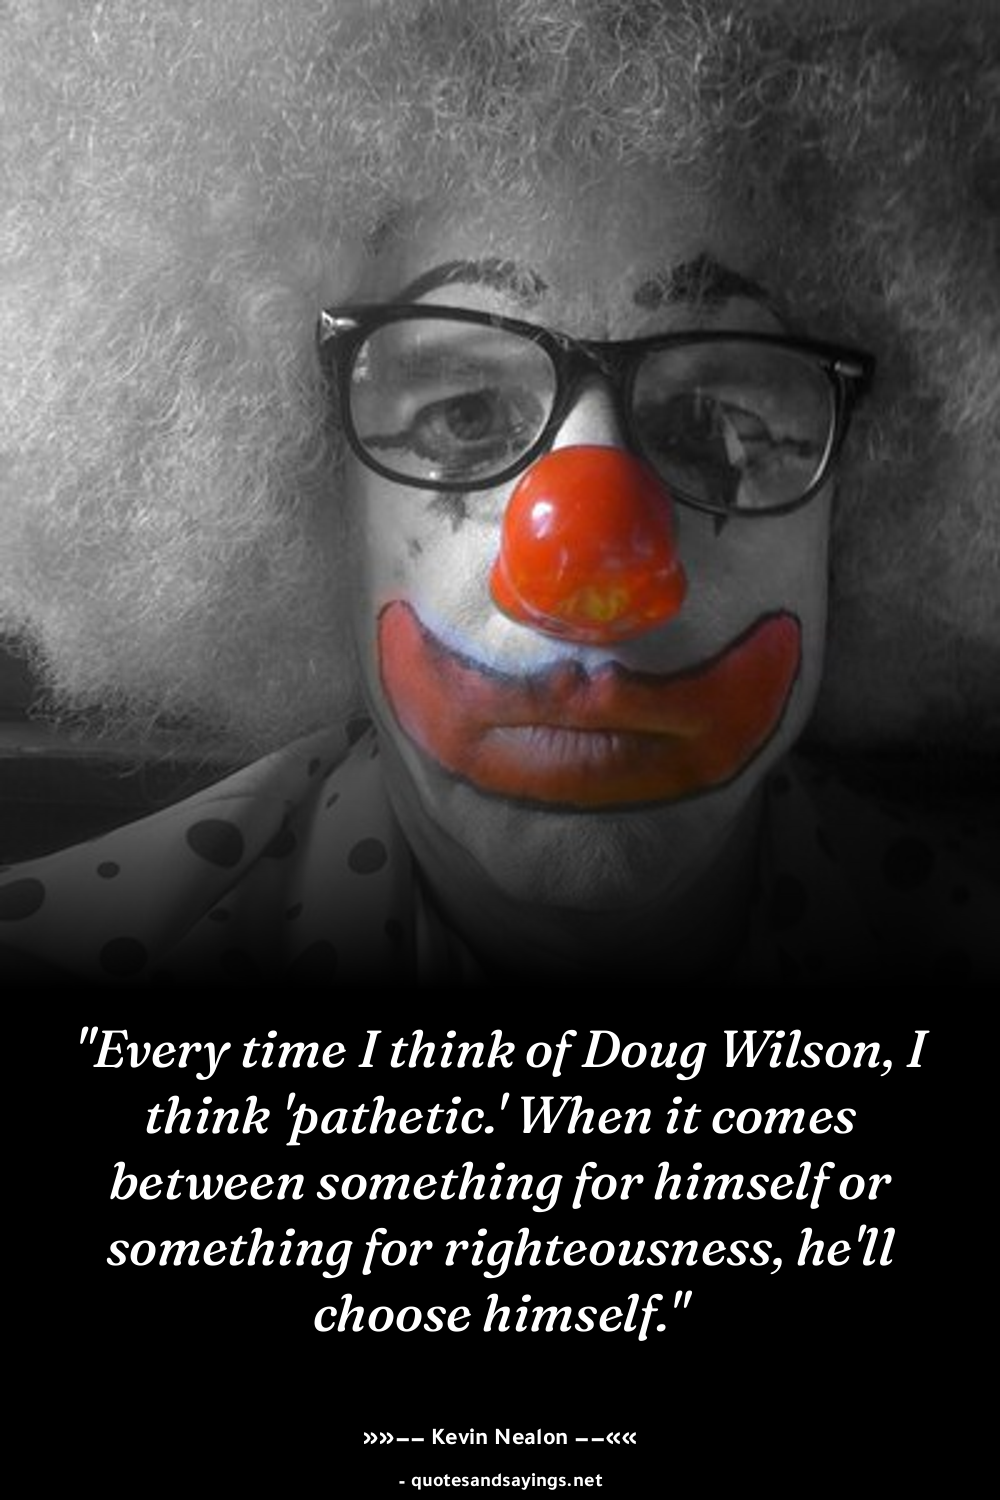 "Every time I think of Doug Wilson, I
think 'pathetic.' When it comes
between something for himself or
something for righteousness, he'll
choose himself."
»»−− Kevin Nealon −−««
- quotesandsayings.net